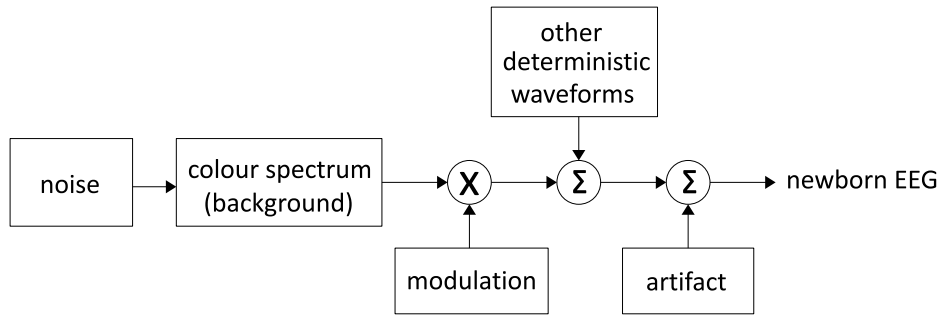 other
deterministic
waveforms
noise
colour spectrum
(background)
X
Σ
Σ
newborn EEG
modulation
artifact